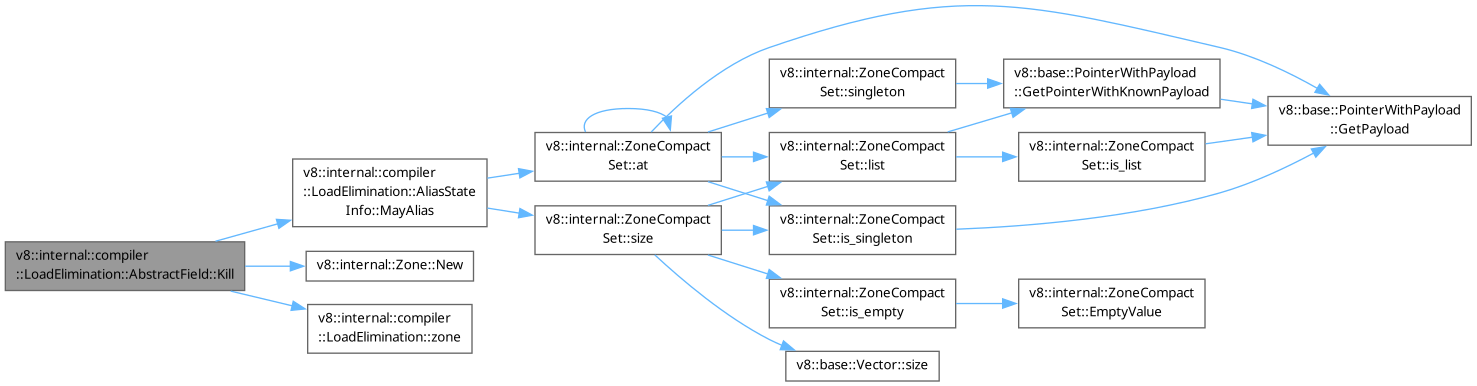 v8::internal::compiler
::LoadElimination::AbstractField::Kill
v8::internal::compiler
::LoadElimination::AliasState
Info::MayAlias
v8::internal::Zone::New
v8::internal::compiler
::LoadElimination::zone
v8::internal::ZoneCompact
Set::at
v8::internal::ZoneCompact
Set::size
v8::internal::ZoneCompact
Set::singleton
v8::internal::ZoneCompact
Set::list
v8::internal::ZoneCompact
Set::is_singleton
v8::internal::ZoneCompact
Set::is_empty
v8::base::Vector::size
v8::base::PointerWithPayload
::GetPointerWithKnownPayload
v8::internal::ZoneCompact
Set::is_list
v8::internal::ZoneCompact
Set::EmptyValue
v8::base::PointerWithPayload
::GetPayload